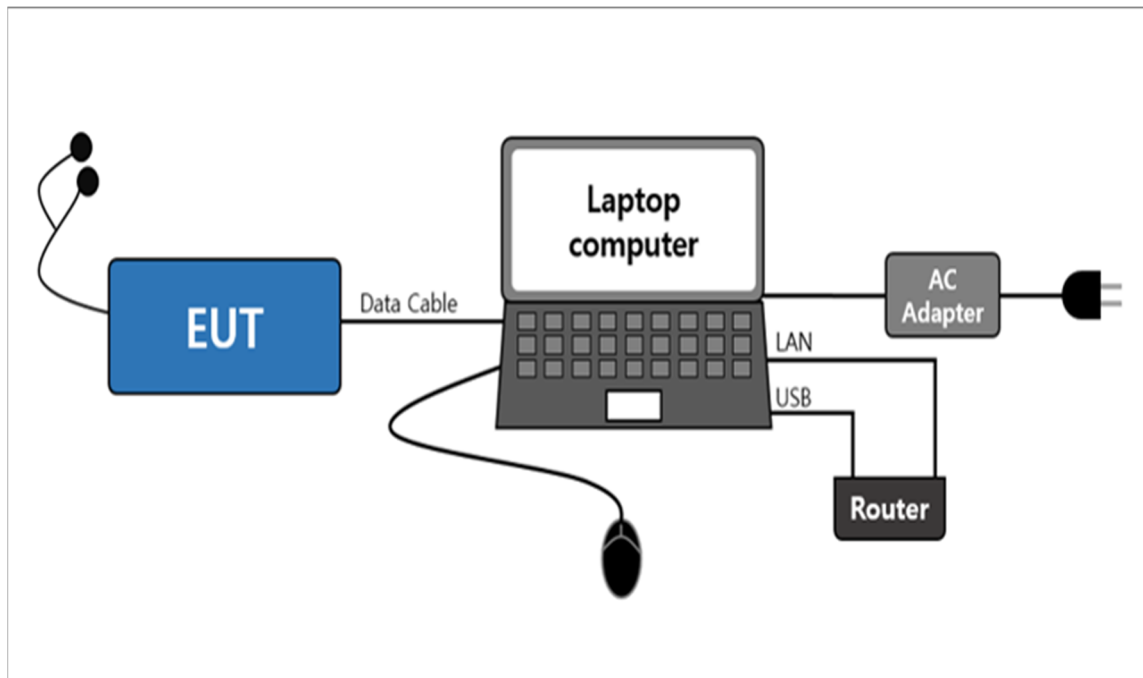 Laptop
computer
AC
Adapter
EUT
Data Cable
LAN
USB
Router